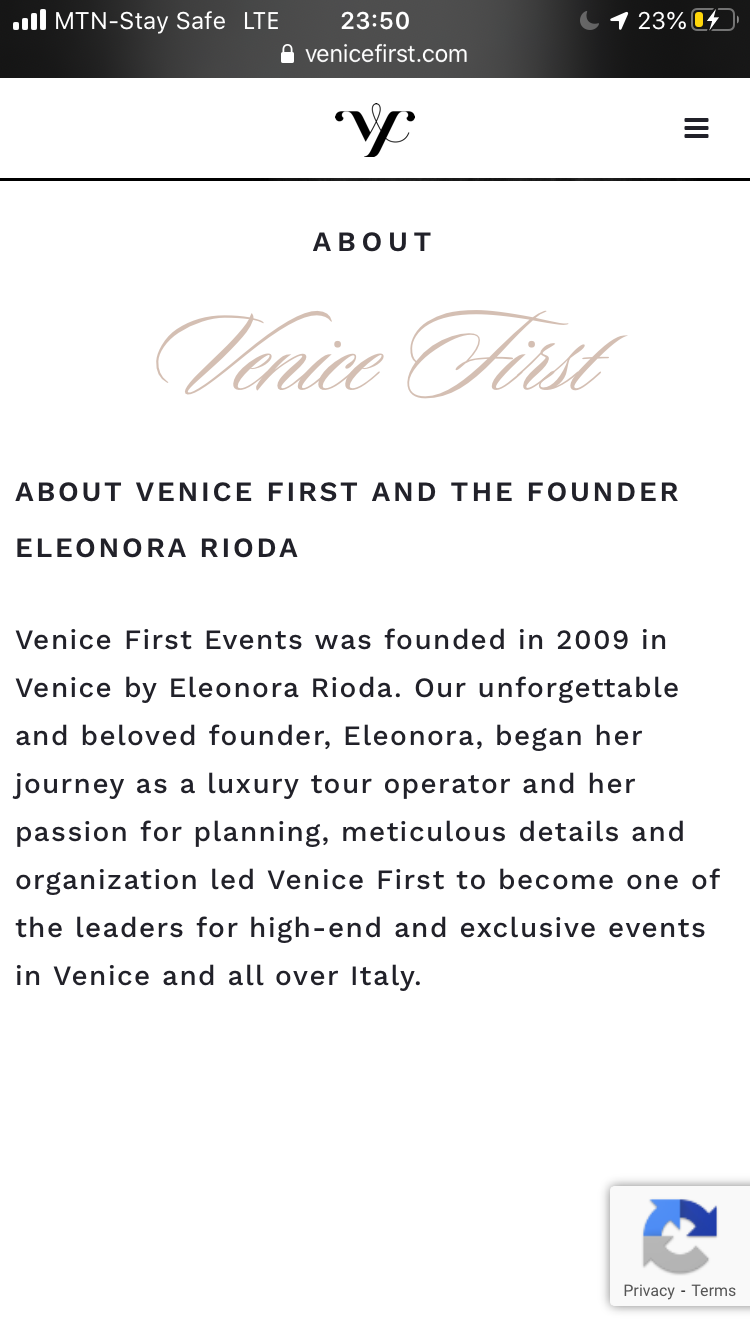 MTN-Stay Safe LTE 23:50 23%
venicefirst.com
vf
ABOUT
Venice First
ABOUT VENICE FIRST AND THE FOUNDER
ELEONORA RIODA
Venice First Events was founded in 2009 in
Venice by Eleonora Rioda. Our unforgettable
and beloved founder, Eleonora, began her
journey as a luxury tour operator and her
passion for planning, meticulous details and
organization led Venice First to become one of
the leaders for high-end and exclusive events
in Venice and all over Italy.
Privacy - Terms